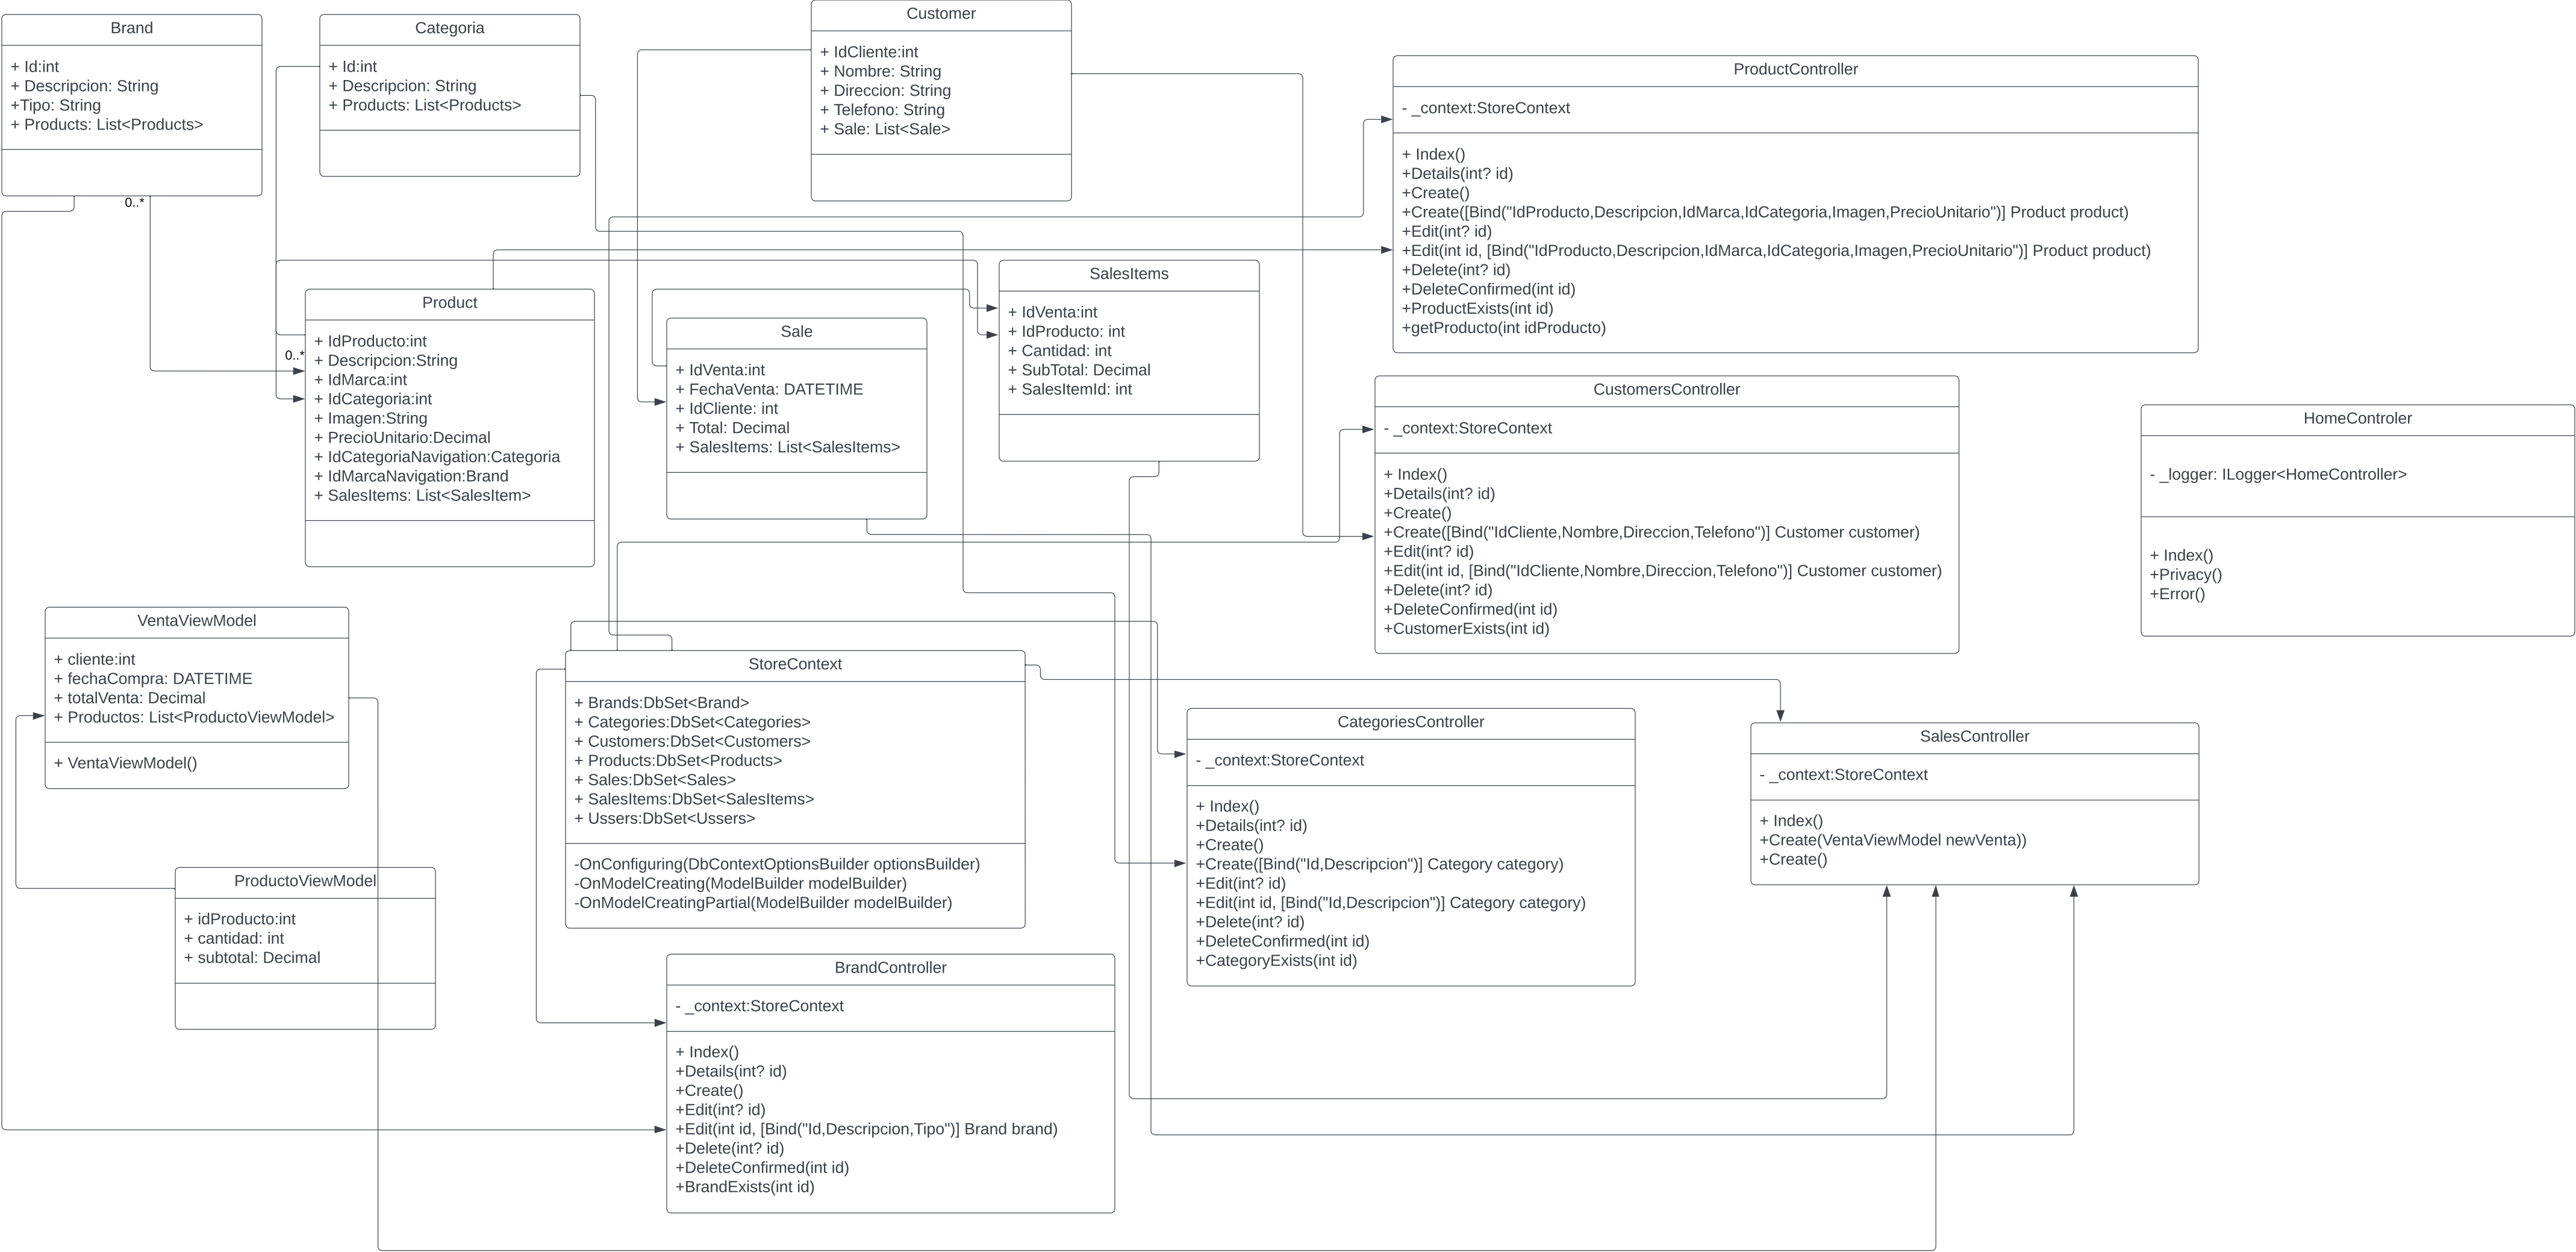 Brand
+ Id:int
+ Descripcion: String
+Tipo: String
+ Products: List<Products>
0..*
Categoria
+ Id:int
+ Descripcion: String
+ Products: List<Products>
Customer
+ IdCliente:int
+ Nombre: String
+ Direccion: String
+ Telefono: String
+ Sale: List<Sale>
ProductController
- _context:StoreContext
+ Index()
+Details(int? id)
+Create()
+Create([Bind("IdProducto,Descripcion,IdMarca,IdCategoria,Imagen,PrecioUnitario")] Product product)
+Edit(int? id)
+Edit(int id, [Bind("IdProducto,Descripcion,IdMarca,IdCategoria,Imagen,PrecioUnitario")] Product product)
+Delete(int? id)
+DeleteConfirmed(int id)
+ProductExists(int id)
+getProducto(int idProducto)
Product
0..*
+ IdProducto:int
+ Descripcion:String
+ IdMarca:int
+ IdCategoria:int
+ Imagen:String
+ PrecioUnitario:Decimal
+ IdCategoriaNavigation:Categoria
+ IdMarcaNavigation:Brand
+ SalesItems: List<SalesItem>
Sale
+ IdVenta:int
+ FechaVenta: DATETIME
+ IdCliente: int
+ Total: Decimal
+ SalesItems: List<SalesItems>
SalesItems
+ IdVenta:int
+ IdProducto: int
+ Cantidad: int
+ SubTotal: Decimal
+ SalesItemId: int
CustomersController
- _context:StoreContext
+ Index()
+Details(int? id)
+Create()
+Create([Bind("IdCliente,Nombre,Direccion,Telefono")] Customer customer)
+Edit(int? id)
+Edit(int id, [Bind("IdCliente,Nombre,Direccion,Telefono")] Customer customer)
+Delete(int? id)
+DeleteConfirmed(int id)
+CustomerExists(int id)
HomeControler
- _logger: ILogger<HomeController>
+ Index()
+Privacy()
+Error()
VentaViewModel
+ cliente:int
+ fechaCompra: DATETIME
+ totalVenta: Decimal
+ Productos: List<ProductoViewModel>
+ VentaViewModel()
StoreContext
+ Brands:DbSet<Brand>
+ Categories:DbSet<Categories>
+ Customers:DbSet<Customers>
+ Products:DbSet<Products>
+ Sales:DbSet<Sales>
+ SalesItems:DbSet<SalesItems>
+ Ussers:DbSet<Ussers>
-OnConfiguring(DbContextOptionsBuilder optionsBuilder)
-OnModelCreating(ModelBuilder modelBuilder)
-OnModelCreatingPartial(ModelBuilder modelBuilder)
CategoriesController
- _context:StoreContext
+ Index()
+Details(int? id)
+Create()
+Create([Bind("Id,Descripcion")] Category category)
+Edit(int? id)
+Edit(int id, [Bind("Id,Descripcion")] Category category)
+Delete(int? id)
+DeleteConfirmed(int id)
+CategoryExists(int id)
SalesController
- _context:StoreContext
+ Index()
+Create(VentaViewModel newVenta))
+Create()
ProductoViewModel
+ idProducto:int
+ cantidad: int
+ subtotal: Decimal
BrandController
- _context:StoreContext
+ Index()
+Details(int? id)
+Create()
+Edit(int? id)
+Edit(int id, [Bind("Id,Descripcion,Tipo")] Brand brand)
+Delete(int? id)
+DeleteConfirmed(int id)
+BrandExists(int id)